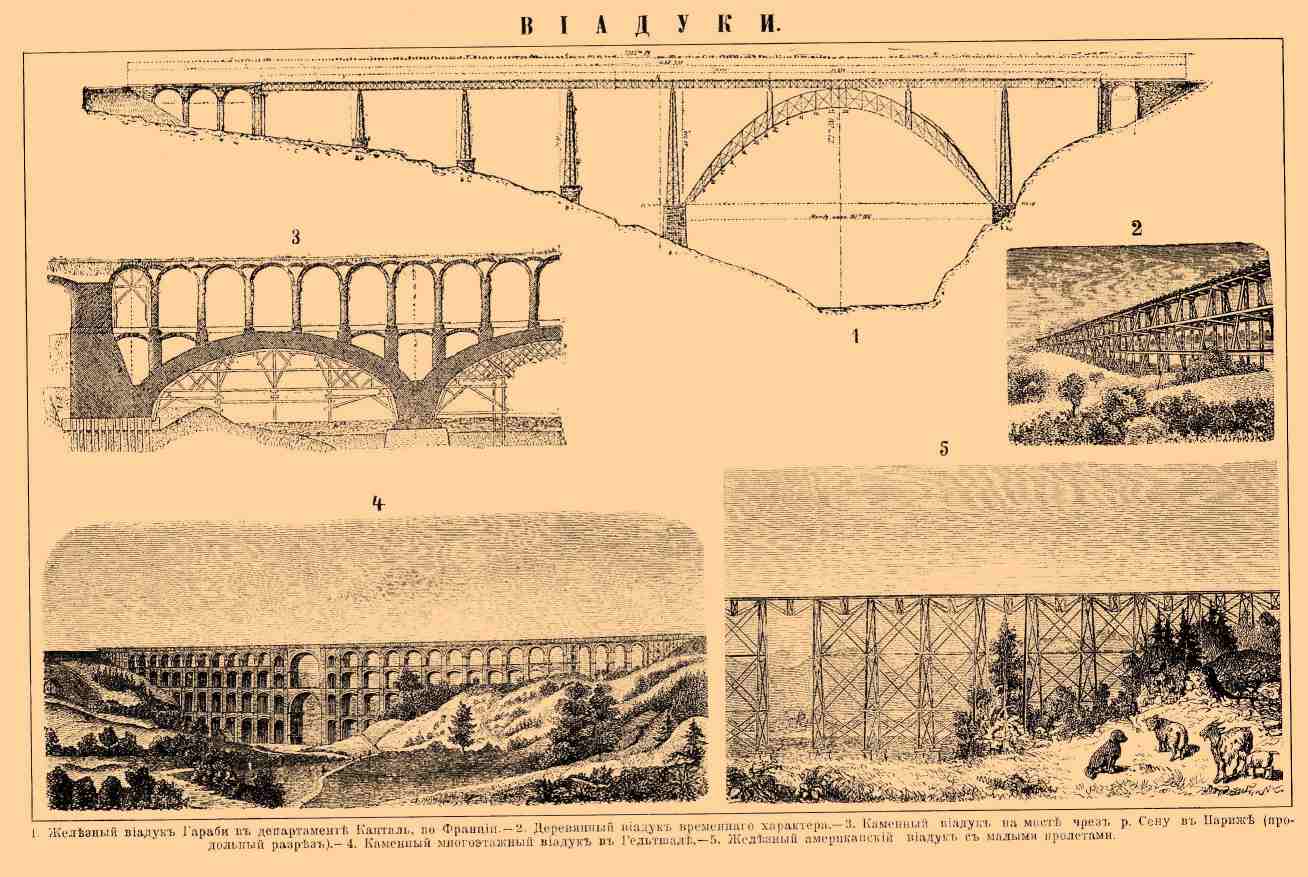 ВІАДУКИ.
3
2
1
5
4
1. Желѣзный віадукъ Гараби въ департаментѣ Канталь, во Франціи.—2. Деревянный віадукъ временнаго характера.—3. Каменный віадукъ на мостѣ чрезъ р. Сену въ Парижѣ (про-
дольный разрѣзъ).—4. Каменный многоэтажный віадукъ въ Гельтшалѣ.—5. Желѣзный американскій віадукъ съ малыми пролетами.